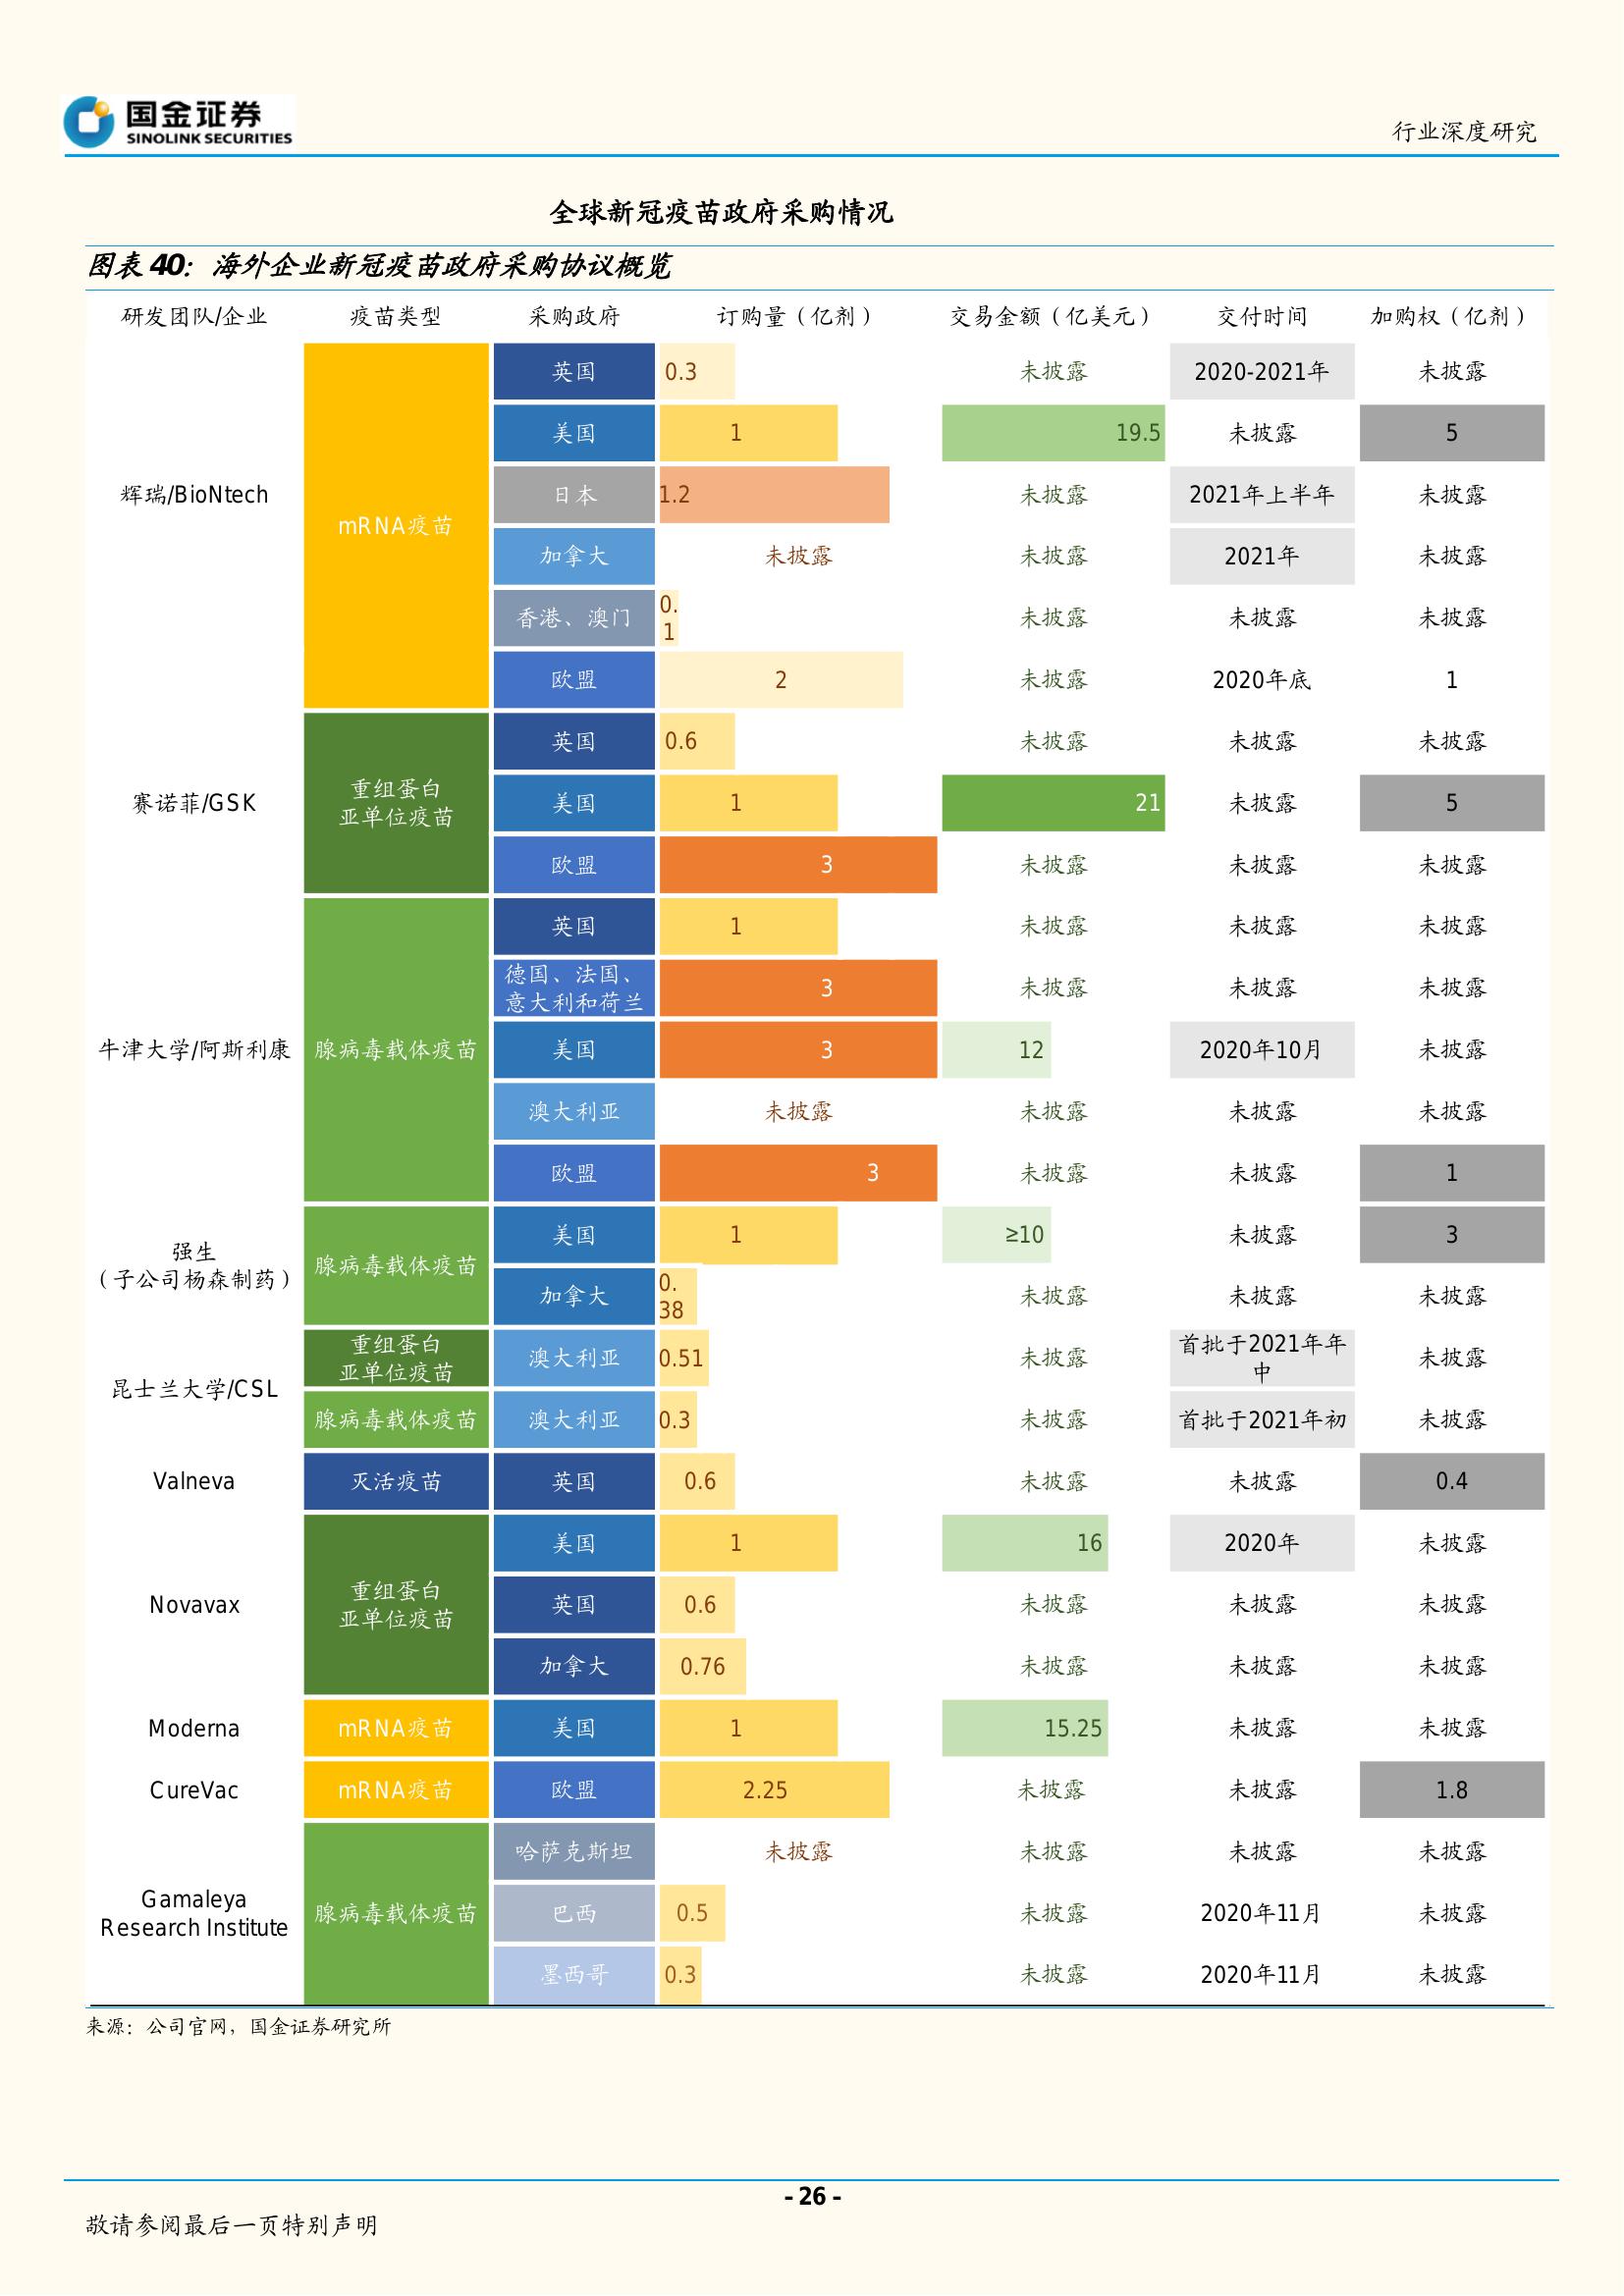 国金证券
SINOLINK SECURITIES
行业深度研究
全球新冠疫苗政府采购情况
图表 40：海外企业新冠疫苗政府采购协议概览
研发团队/企业 疫苗类型 采购政府 订购量（亿剂） 交易金额（亿美元） 交付时间 加购权（亿剂）
英国 0.3 未披露 2020-2021年 未披露
美国 1 19.5 未披露 5
辉瑞/BioNtech 日本 1.2 未披露 2021年上半年 未披露
mRNA疫苗
加拿大 未披露 未披露 2021年 未披露
香港、澳门 0.
1 未披露 未披露 未披露
欧盟 2 未披露 2020年底 1
英国 0.6 未披露 未披露 未披露
赛诺菲/GSK 重组蛋白
亚单位疫苗 美国 1 21 未披露 5
欧盟 3 未披露 未披露 未披露
英国 1 未披露 未披露 未披露
德国、法国、
意大利和荷兰 3 未披露 未披露 未披露
牛津大学/阿斯利康 腺病毒载体疫苗 美国 3 12 2020年10月 未披露
澳大利亚 未披露 未披露 未披露 未披露
欧盟 3 未披露 未披露 1
强生
（子公司杨森制药） 腺病毒载体疫苗 美国 1 ≥10 未披露 3
加拿大 0.
38 未披露 未披露 未披露
昆士兰大学/CSL 重组蛋白
亚单位疫苗 澳大利亚 0.51 未披露 首批于2021年年
中 未披露
腺病毒载体疫苗 澳大利亚 0.3 未披露 首批于2021年初 未披露
Valneva 灭活疫苗 英国 0.6 未披露 未披露 0.4
美国 1 16 2020年 未披露
Novavax 重组蛋白
亚单位疫苗 英国 0.6 未披露 未披露 未披露
加拿大 0.76 未披露 未披露 未披露
Moderna mRNA疫苗 美国 1 15.25 未披露 未披露
CureVac mRNA疫苗 欧盟 2.25 未披露 未披露 1.8
哈萨克斯坦 未披露 未披露 未披露 未披露
Gamaleya
Research Institute 腺病毒载体疫苗 巴西 0.5 未披露 2020年11月 未披露
墨西哥 0.3 未披露 2020年11月 未披露
来源：公司官网，国金证券研究所
- 26 -
敬请参阅最后一页特别声明